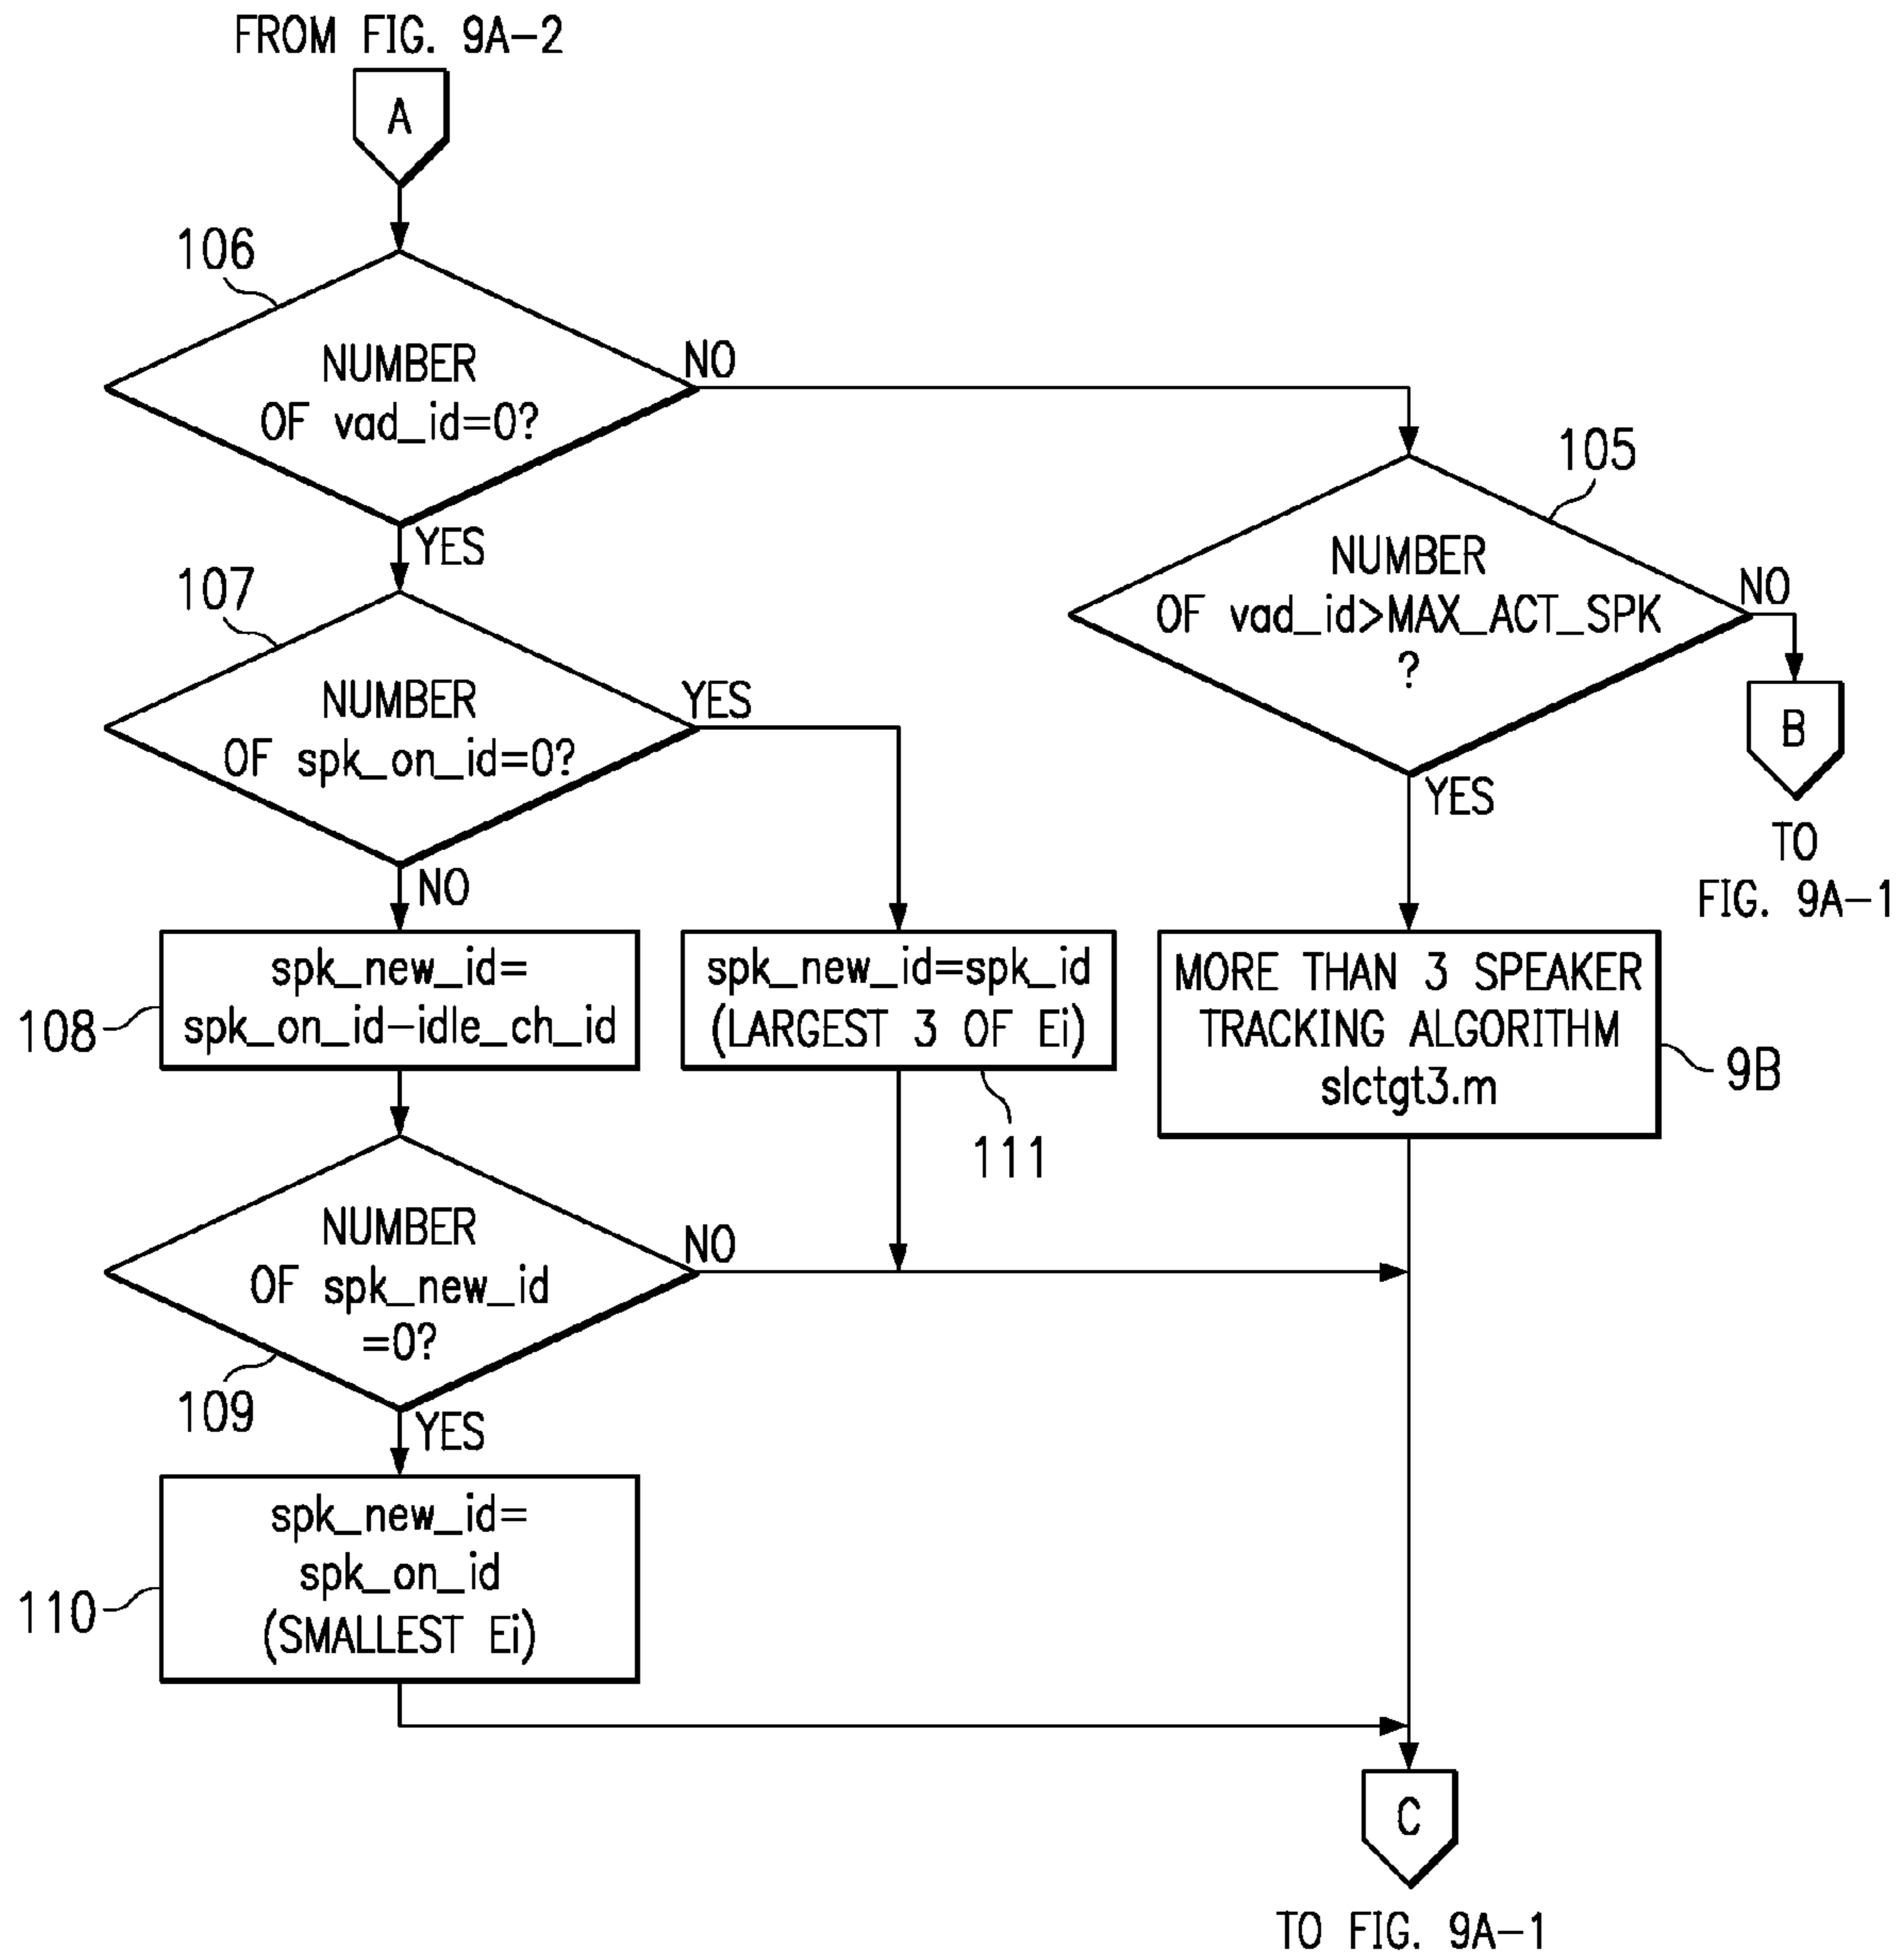 FROM FIG. 9A-2
A
106
NUMBER
OF vad_id=0?
NO
YES
105
NUMBER
OF vad_id>MAX_ACT_SPK
?
NO
YES
B
TO
FIG. 9A-1
107
NUMBER
OF spk_on_id=0?
YES
NO
108
spk_new_id=
spk_on_id-idle_ch_id
spk_new_id=spk_id
(LARGEST 3 OF Ei)
111
MORE THAN 3 SPEAKER
TRACKING ALGORITHM
slctgt3.m
9B
NUMBER
OF spk_new_id
=0?
NO
109
YES
110
spk_new_id=
spk_on_id
(SMALLEST Ei)
C
TO FIG. 9A-1